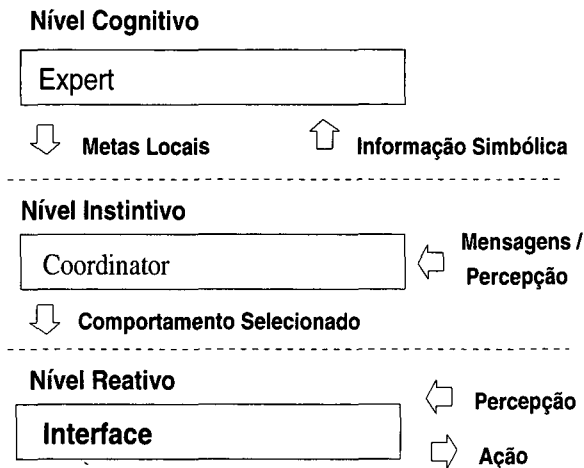 Nível Cognitivo
Expert
Metas Locais
Informação Simbólica
Nível Instintivo
Coordinator
Mensagens /
Percepção
Comportamento Selecionado
Nível Reativo
Percepção
Interface
Ação